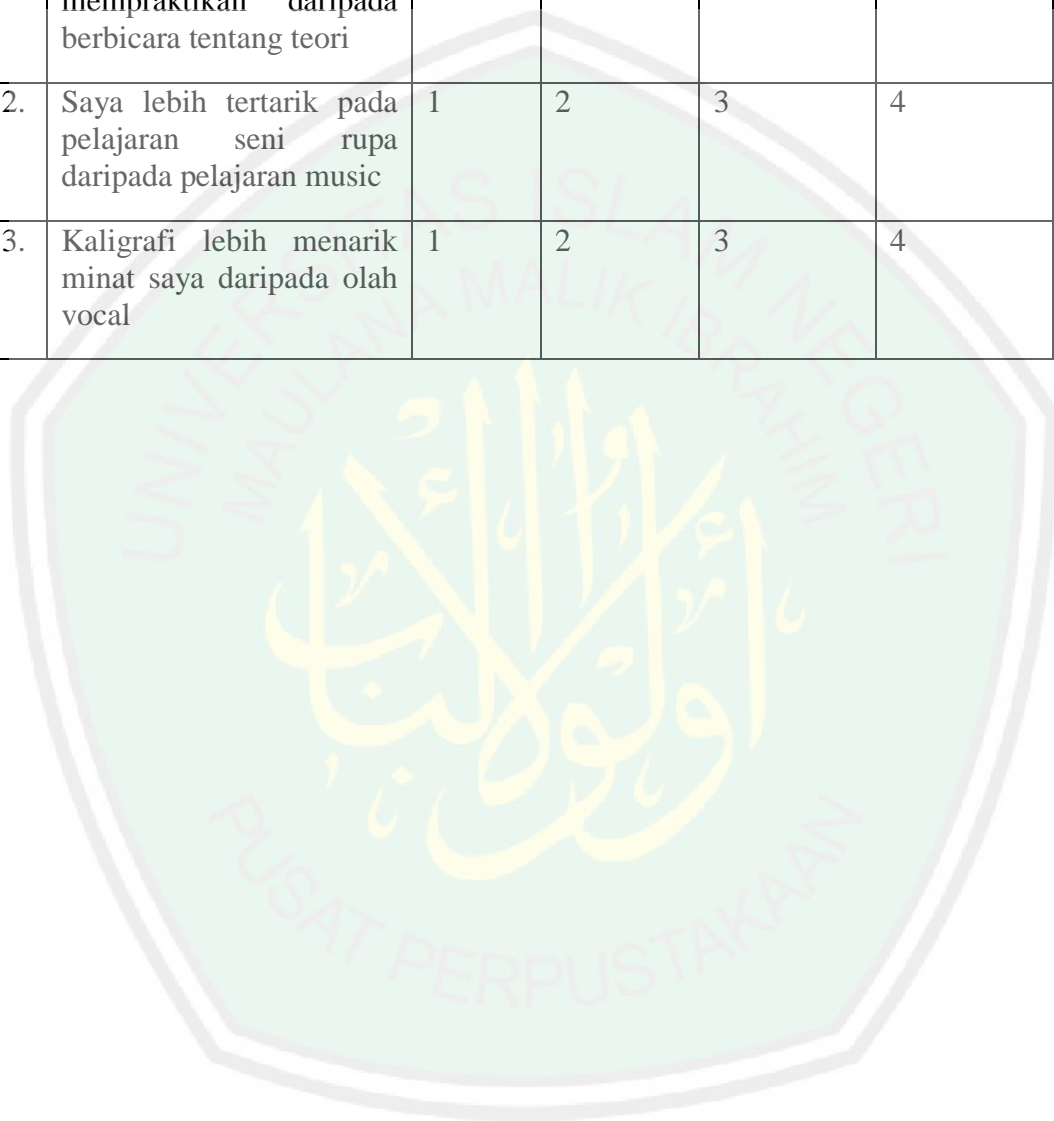 mempraktikan daripada
berbicara tentang teori
2. Saya lebih tertarik pada 1 2 3 4
pelajaran seni rupa
daripada pelajaran music
3. Kaligrafi lebih menarik 1 2 3 4
minat saya daripada olah
vocal
UNIVERSITAS ISLAM NEGERI
MAULANA MALIK IBRAHIM
أولوا الألباب
PUSAT PERPUSTAKAAN